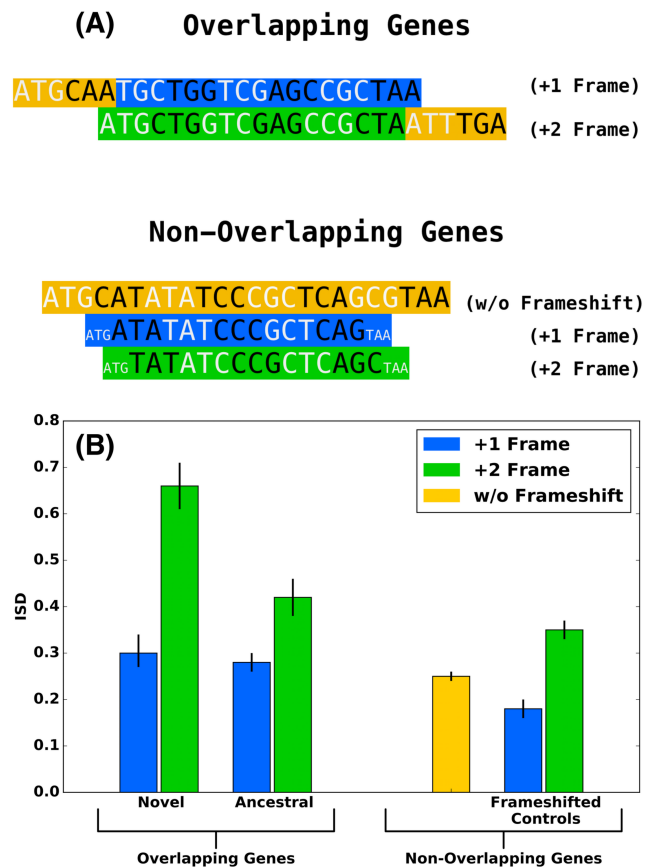 (A) Overlapping Genes
ATGCAATGCTGGTCGAGCCGCTAA (+1 Frame)
ATGCTGGTCGAGCCGCTAATTTGA (+2 Frame)
Non-Overlapping Genes
ATGCATATATCCCGCTCAGCGTAA (w/o Frameshift)
ATGATATATCCCGCTCAGTAA (+1 Frame)
ATGTATATCCCGCTCAGCTAA (+2 Frame)
(B)
+1 Frame
+2 Frame
w/o Frameshift
ISD
0.8
0.7
0.6
0.5
0.4
0.3
0.2
0.1
0.0
Novel Ancestral Frameshifted
Controls
Overlapping Genes Non-Overlapping Genes